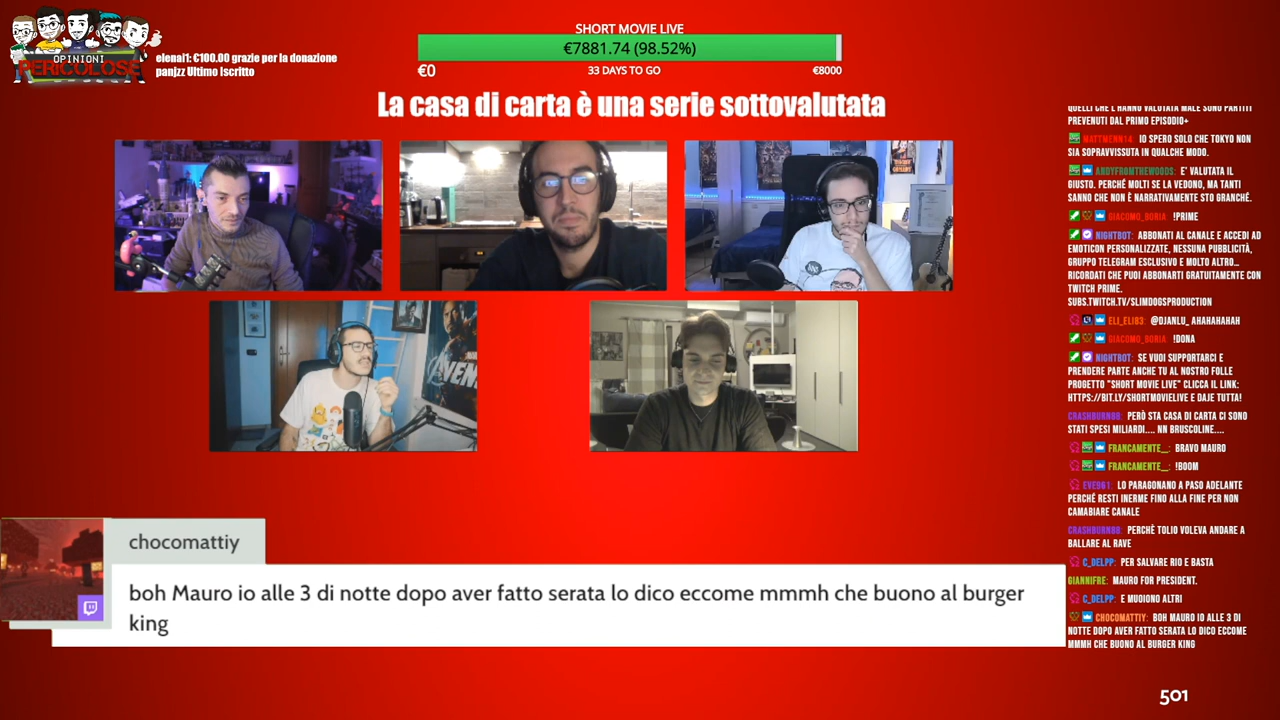 OPINIONI
PERICOLOSE
elenai1: €100.00 grazie per la donazione
panjzz Ultimo Iscritto
SHORT MOVIE LIVE
€7881.74 (98.52%)
€0
33 DAYS TO GO
€8000
La casa di carta è una serie sottovalutata
QUELLI CHE L'HANNO VALUTATA MALE SONO PARTITI
PREVENUTI DAL PRIMO EPISODIO+
MATTMENN14: IO SPERO SOLO CHE TOKYO NON
SIA SOPRAVVISSUTA IN QUALCHE MODO.
ANDYFROMTHEWOODS: E' VALUTATA IL
GIUSTO. PERCHÉ MOLTI SE LA VEDONO, MA TANTI
SANNO CHE NON È NARRATIVAMENTE STO GRANCHÉ.
GIACOMO_BORIA: !PRIME
NIGHTBOT: ABBONATI AL CANALE E ACCEDI AD
EMOTICON PERSONALIZZATE, NESSUNA PUBBLICITÀ,
GRUPPO TELEGRAM ESCLUSIVO E MOLTO ALTRO...
RICORDATI CHE PUOI ABBONARTI GRATUITAMENTE CON
TWITCH PRIME.
SUBS.TWITCH.TV/SLIMDOGSPRODUCTION
ELI_ELI83: @DJANLU_ AHAHAHAHAH
GIACOMO_BORIA: !DONA
NIGHTBOT: SE VUOI SUPPORTARCI E
PRENDERE PARTE ANCHE TU AL NOSTRO FOLLE
PROGETTO "SHORT MOVIE LIVE" CLICCA IL LINK:
HTTPS://BIT.LY/SHORTMOVIELIVE E DAJE TUTTA!
CRASHBURN88: PERÒ STA CASA DI CARTA CI SONO
STATI SPESI MILIARDI.... NN BRUSCOLINE....
FRANCAMENTE__: BRAVO MAURO
FRANCAMENTE__: !BOOM
EVE961: LO PARAGONANO A PASO ADELANTE
PERCHÉ RESTI INERME FINO ALLA FINE PER NON
CAMABIARE CANALE
CRASHBURN88: PERCHÈ TOLIO VOLEVA ANDARE A
BALLARE AL RAVE
C_DELPP: PER SALVARE RIO E BASTA
GIANNIFRE: MAURO FOR PRESIDENT.
C_DELPP: E MUOIONO ALTRI
CHOCOMATTIY: BOH MAURO IO ALLE 3 DI
NOTTE DOPO AVER FATTO SERATA LO DICO ECCOME
MMMH CHE BUONO AL BURGER KING
AVEN
chocomattiy
boh Mauro io alle 3 di notte dopo aver fatto serata lo dico eccome mmmh che buono al burger
king
501